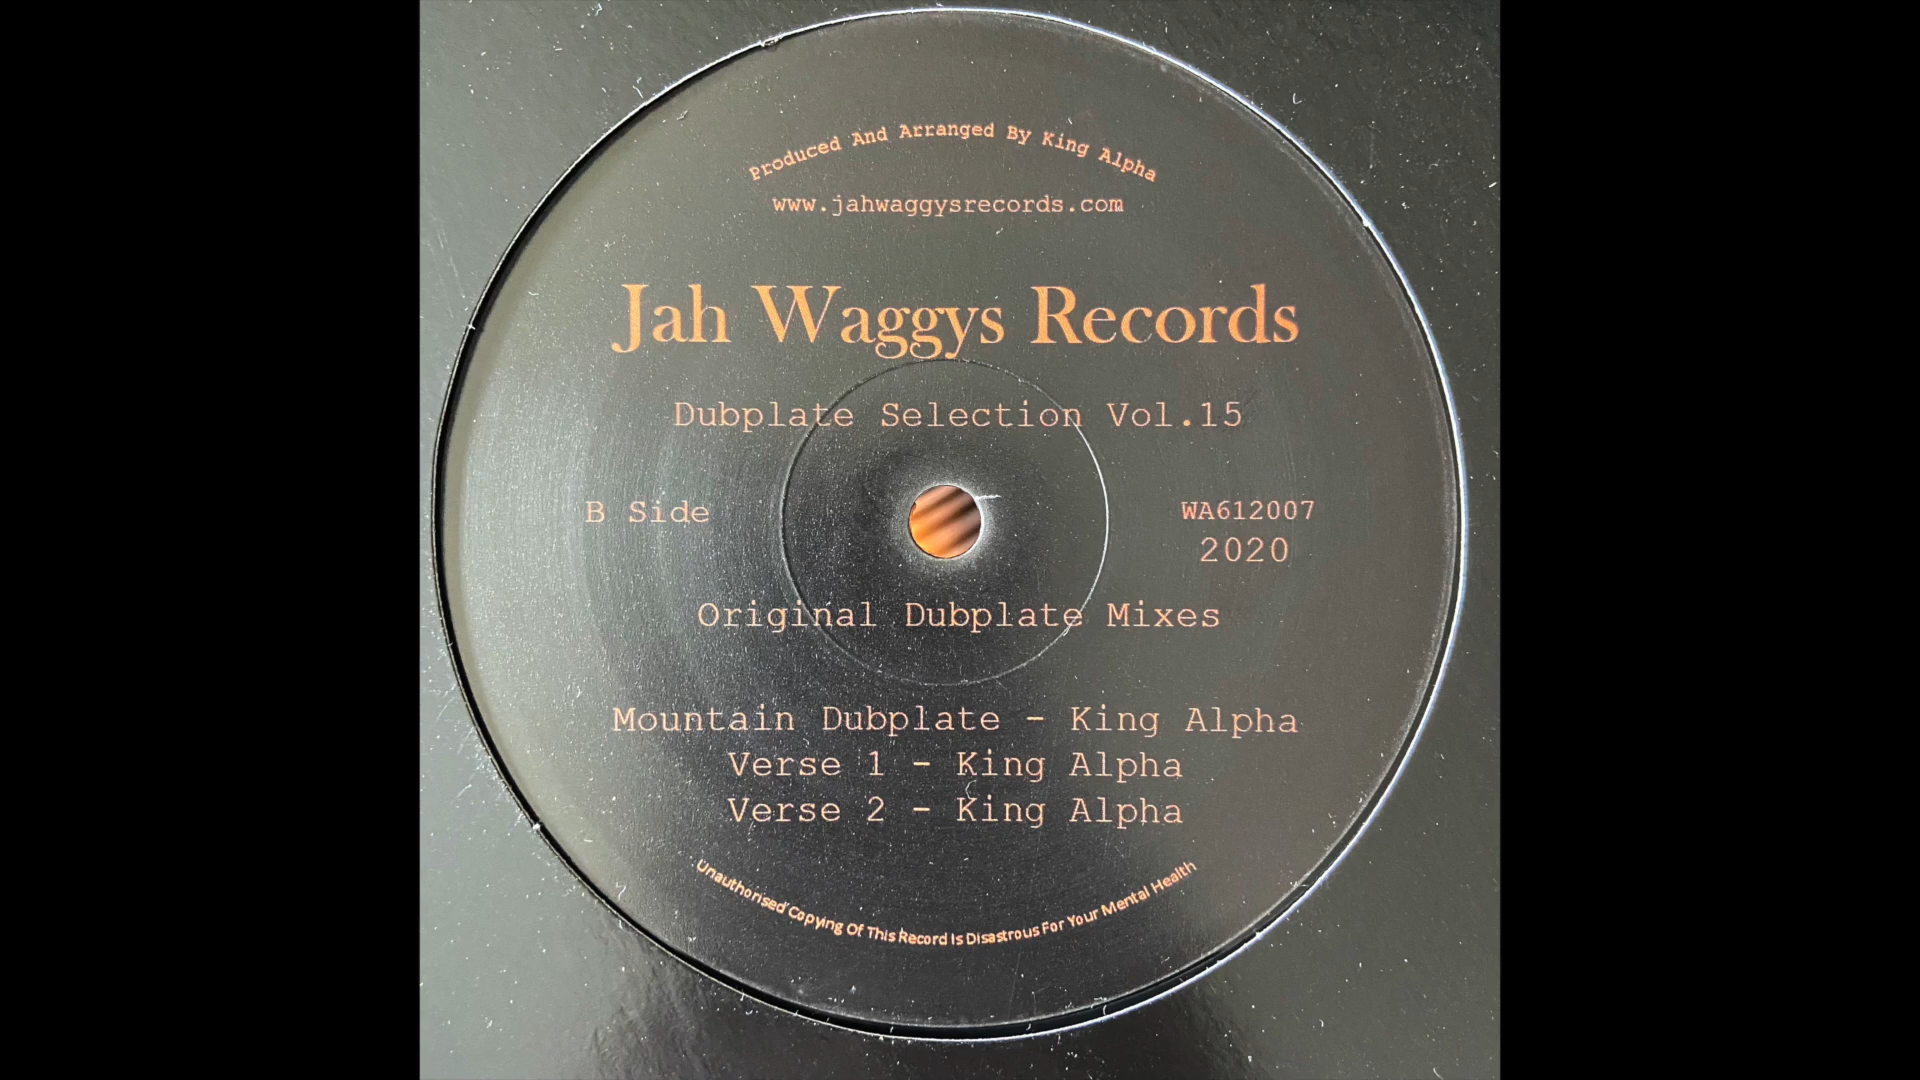 Produced And Arranged By King Alpha
www.jahwaggysrecords.com
Jah Waggys Records
Dubplate Selection Vol.15
B Side
WA612007
2020
Original Dubplate Mixes
Mountain Dubplate - King Alpha
Verse 1 - King Alpha
Verse 2 - King Alpha
Unauthorised Copying Of This Record Is Disastrous For Your Mental Health